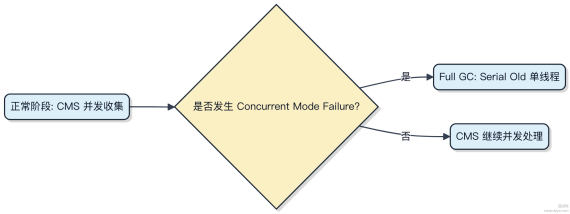 正常阶段: CMS 并发收集
是否发生 Concurrent Mode Failure?
是
Full GC: Serial Old 单线程
否
CMS 继续并发处理